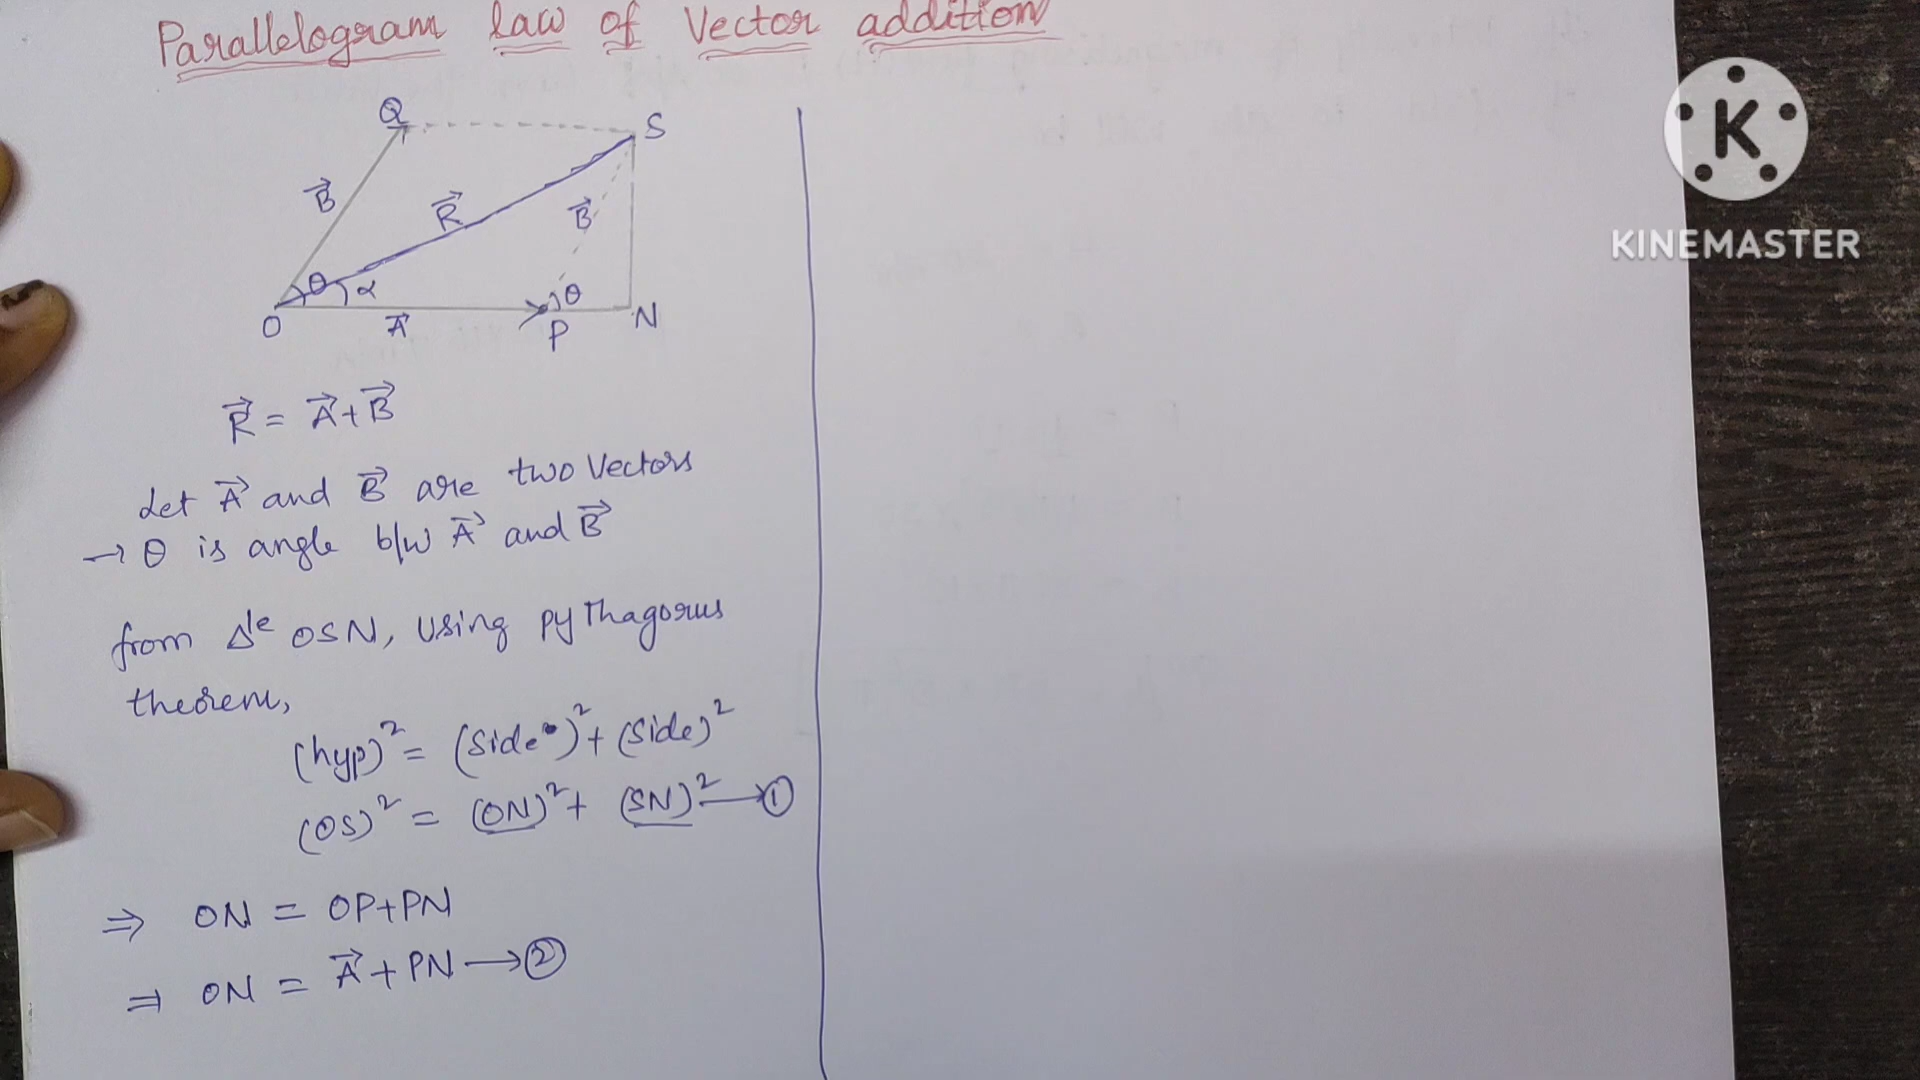 Parallelogram law of Vector addition
Q
S
B⃗
R⃗
B⃗
θ
α
θ
O
A⃗
P
N
R⃗ = A⃗+B⃗
Let A⃗ and B⃗ are two Vectors
→ θ is angle b/w A⃗ and B⃗
from Δle OSN, using pythagorus
theorem,
(hyp)² = (Side)² + (Side)²
(OS)² = (ON)² + (SN)² → ①
⇒ ON = OP+PN
⇒ ON = A⃗ + PN → ②
K
KINEMASTER